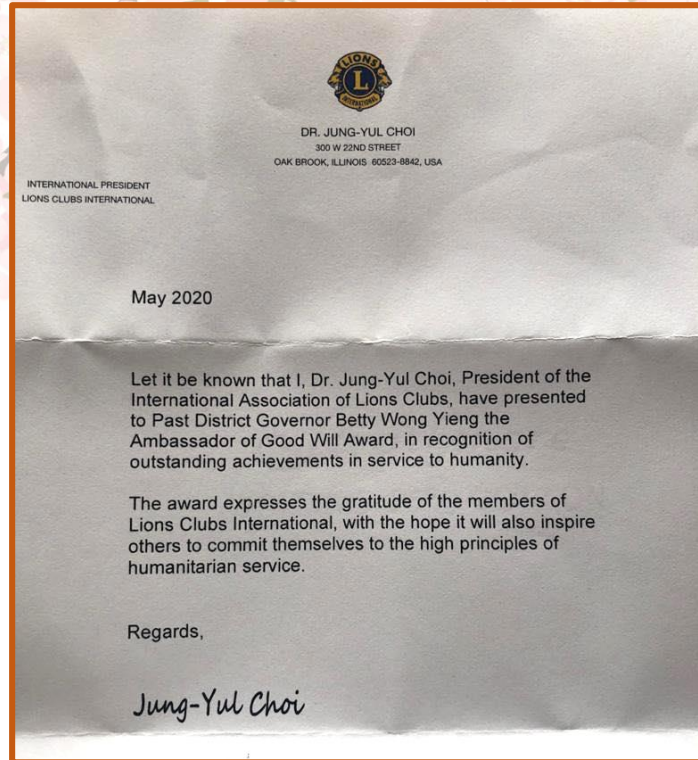 LIONS
L
INTERNATIONAL
DR. JUNG-YUL CHOI
300 W 22ND STREET
OAK BROOK, ILLINOIS 60523-8842, USA
INTERNATIONAL PRESIDENT
LIONS CLUBS INTERNATIONAL
May 2020
Let it be known that I, Dr. Jung-Yul Choi, President of the
International Association of Lions Clubs, have presented
to Past District Governor Betty Wong Yieng the
Ambassador of Good Will Award, in recognition of
outstanding achievements in service to humanity.
The award expresses the gratitude of the members of
Lions Clubs International, with the hope it will also inspire
others to commit themselves to the high principles of
humanitarian service.
Regards,
Jung-Yul Choi